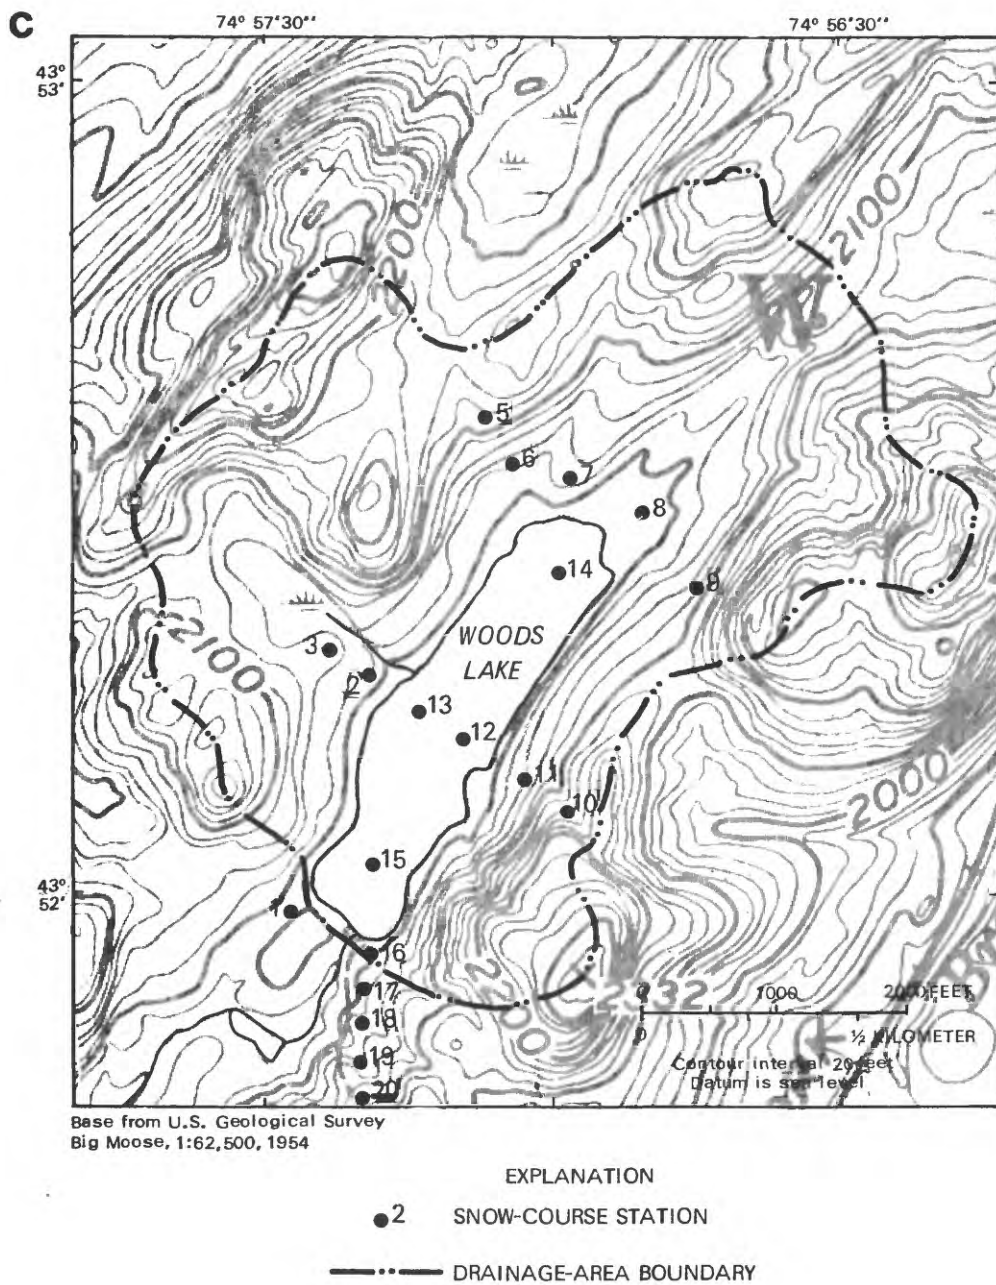 C
74° 57'30"
74° 56'30"
43°
53'
2200
2100
W.
5
6
7
8
14
9
WOODS
LAKE
3
2
2100
13
12
11
10
2000
15
43°
52'
1
16
2200
2332
17
18
19
20
0 1000 2000 FEET
0 ½ KILOMETER
Contour interval 20 feet
Datum is sea level
Base from U.S. Geological Survey
Big Moose, 1:62,500, 1954
EXPLANATION
2 SNOW-COURSE STATION
DRAINAGE-AREA BOUNDARY